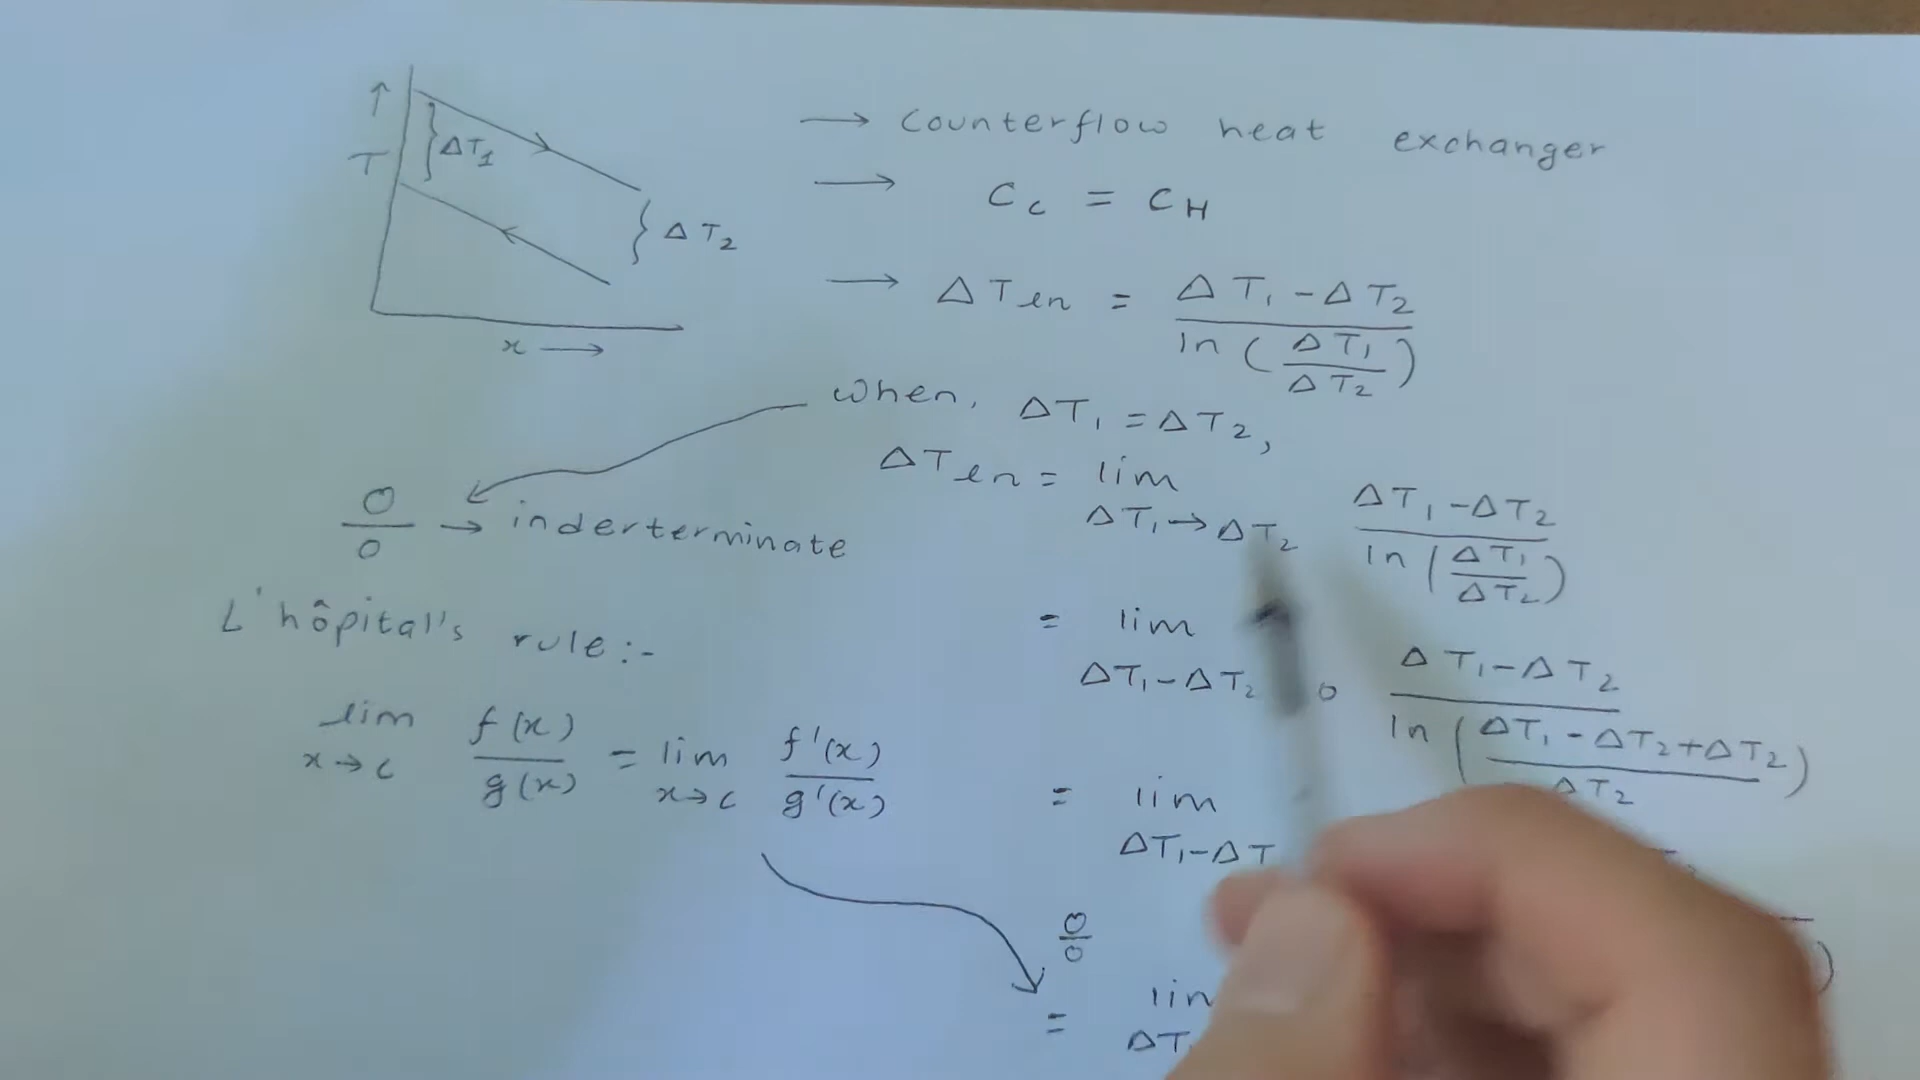 ↑
T
ΔT1
ΔT2
x →
→ Counterflow heat exchanger
→ Cc = CH
→ ΔTln = (ΔT1 - ΔT2) / ln(ΔT1/ΔT2)
when, ΔT1 = ΔT2,
0/0 → inderterminate
ΔTln = lim ΔT1→ΔT2 (ΔT1 - ΔT2) / ln(ΔT1/ΔT2)
L'hôpital's rule:-
= lim ΔT1-ΔT2 0 (ΔT1 - ΔT2) / ln((ΔT1 - ΔT2 + ΔT2)/ΔT2)
lim x→c f(x)/g(x) = lim x→c f'(x)/g'(x)
= lim ΔT1-ΔT
0/0
= lim ΔT